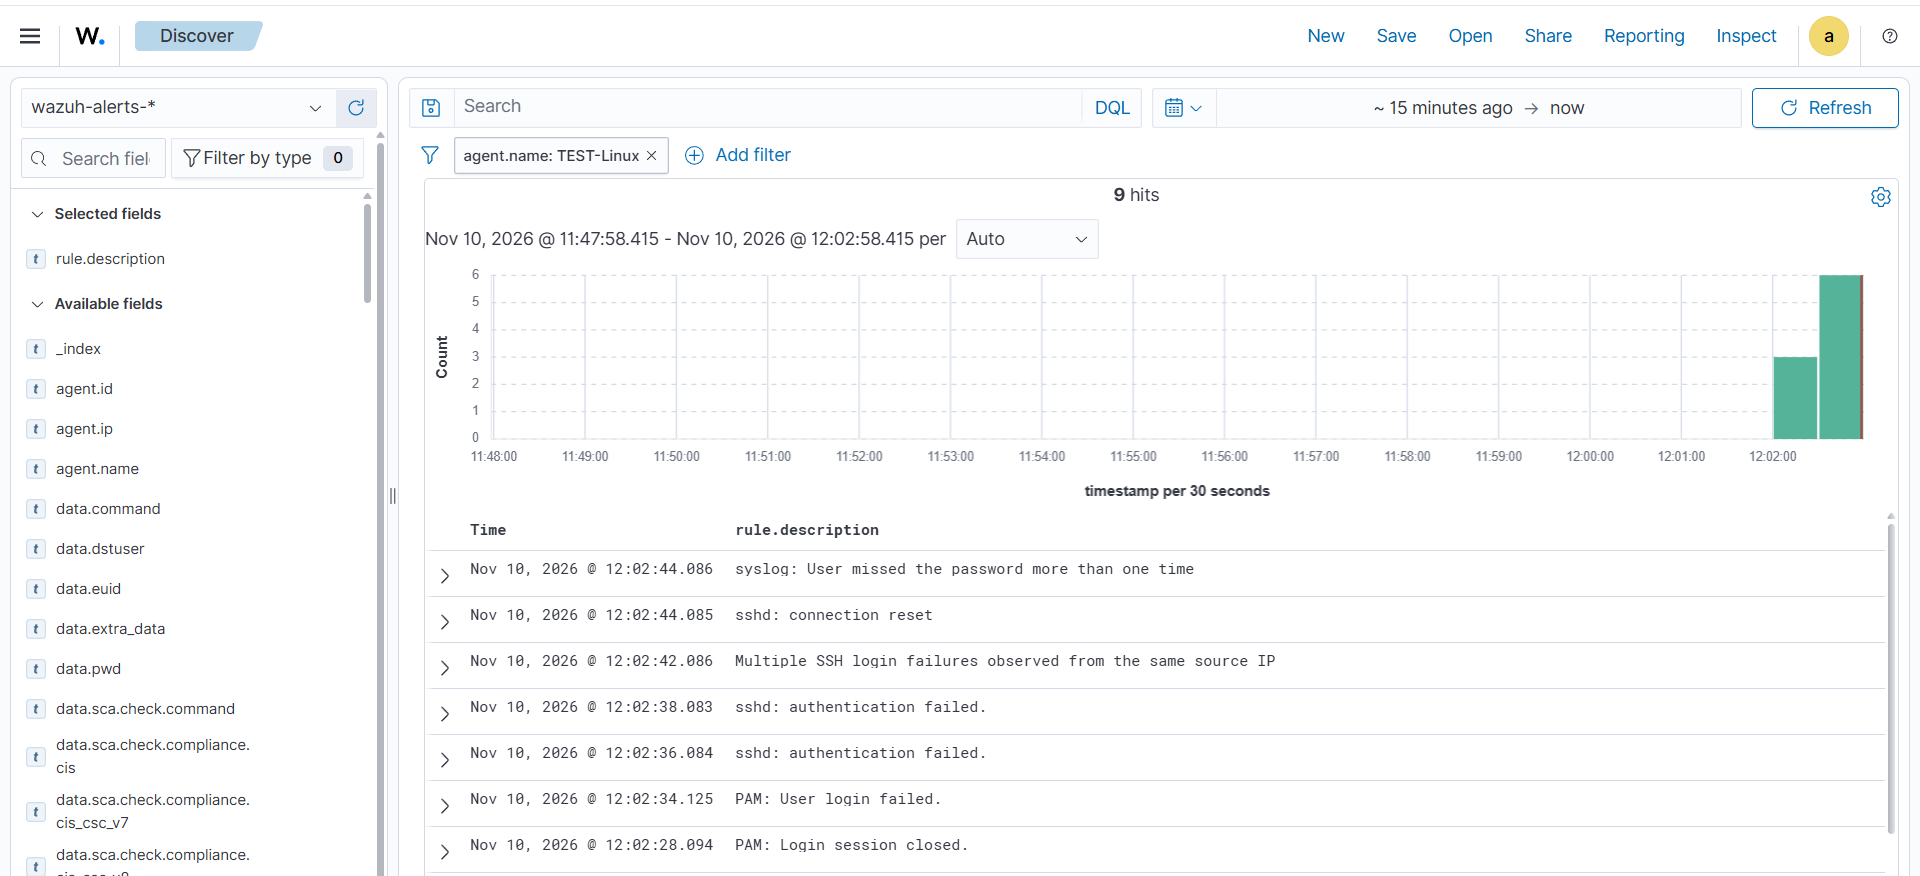 W.
Discover
New
Save
Open
Share
Reporting
Inspect
a
wazuh-alerts-*
Search
DQL
~ 15 minutes ago → now
Refresh
Search fiel
Filter by type 0
agent.name: TEST-Linux ×
Add filter
Selected fields
t rule.description
Available fields
t _index
t agent.id
t agent.ip
t agent.name
t data.command
t data.dstuser
t data.euid
t data.extra_data
t data.pwd
t data.sca.check.command
t data.sca.check.compliance.
cis
t data.sca.check.compliance.
cis_csc_v7
t data.sca.check.compliance.
9 hits
Nov 10, 2026 @ 11:47:58.415 - Nov 10, 2026 @ 12:02:58.415 per Auto
Count
6
5
4
3
2
1
0
11:48:00 11:49:00 11:50:00 11:51:00 11:52:00 11:53:00 11:54:00 11:55:00 11:56:00 11:57:00 11:58:00 11:59:00 12:00:00 12:01:00 12:02:00
timestamp per 30 seconds
Time rule.description
Nov 10, 2026 @ 12:02:44.086 syslog: User missed the password more than one time
Nov 10, 2026 @ 12:02:44.085 sshd: connection reset
Nov 10, 2026 @ 12:02:42.086 Multiple SSH login failures observed from the same source IP
Nov 10, 2026 @ 12:02:38.083 sshd: authentication failed.
Nov 10, 2026 @ 12:02:36.084 sshd: authentication failed.
Nov 10, 2026 @ 12:02:34.125 PAM: User login failed.
Nov 10, 2026 @ 12:02:28.094 PAM: Login session closed.